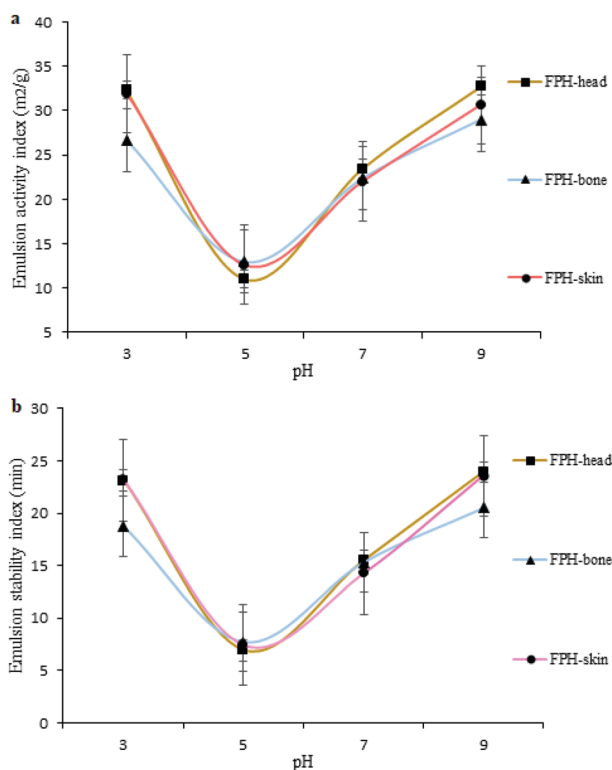 a
Emulsion activity index (m2/g)
40
35
30
25
20
15
10
5
3
5
7
9
pH
FPH-head
FPH-bone
FPH-skin
b
Emulsion stability index (min)
30
25
20
15
10
5
0
3
5
7
9
pH
FPH-head
FPH-bone
FPH-skin